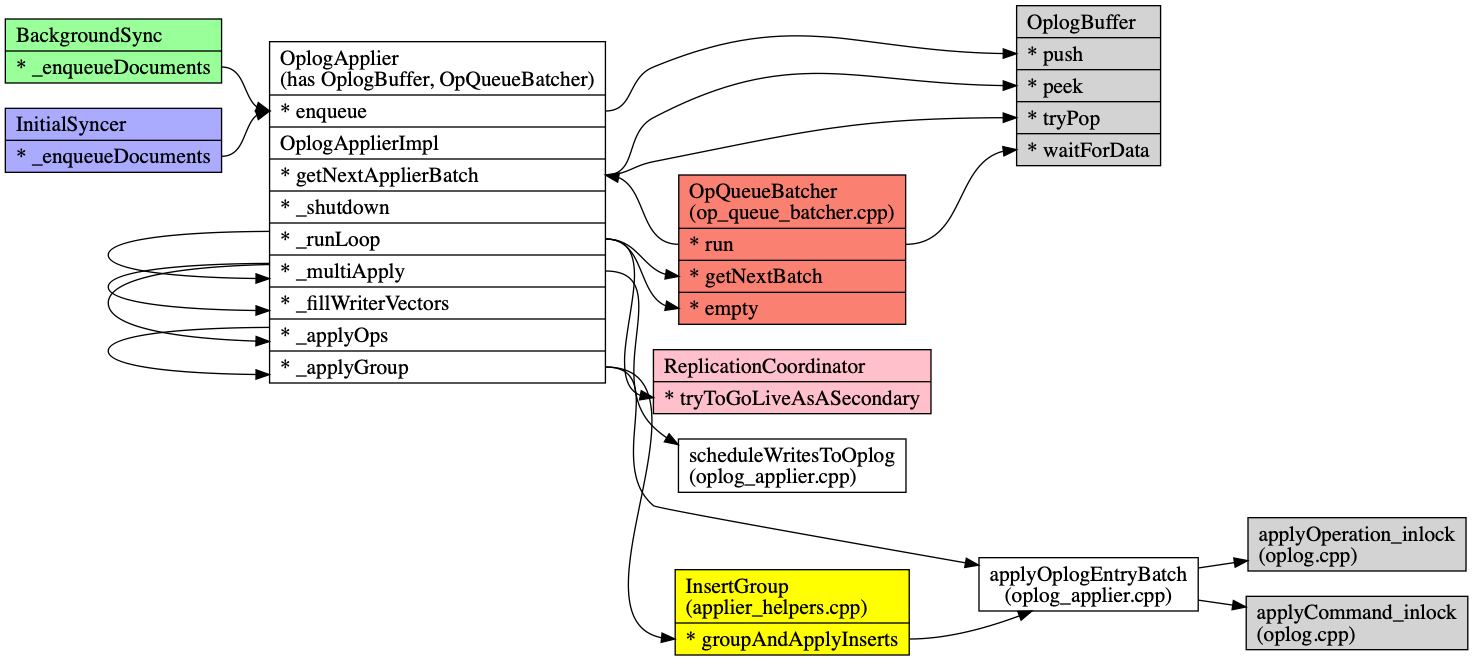 BackgroundSync
* _enqueueDocuments
InitialSyncer
* _enqueueDocuments
OplogApplier
(has OplogBuffer, OpQueueBatcher)
* enqueue
OplogApplierImpl
* getNextApplierBatch
* _shutdown
* _runLoop
* _multiApply
* _fillWriterVectors
* _applyOps
* _applyGroup
OpQueueBatcher
(op_queue_batcher.cpp)
* run
* getNextBatch
* empty
ReplicationCoordinator
* tryToGoLiveAsASecondary
scheduleWritesToOplog
(oplog_applier.cpp)
InsertGroup
(applier_helpers.cpp)
* groupAndApplyInserts
OplogBuffer
* push
* peek
* tryPop
* waitForData
applyOplogEntryBatch
(oplog_applier.cpp)
applyOperation_inlock
(oplog.cpp)
applyCommand_inlock
(oplog.cpp)